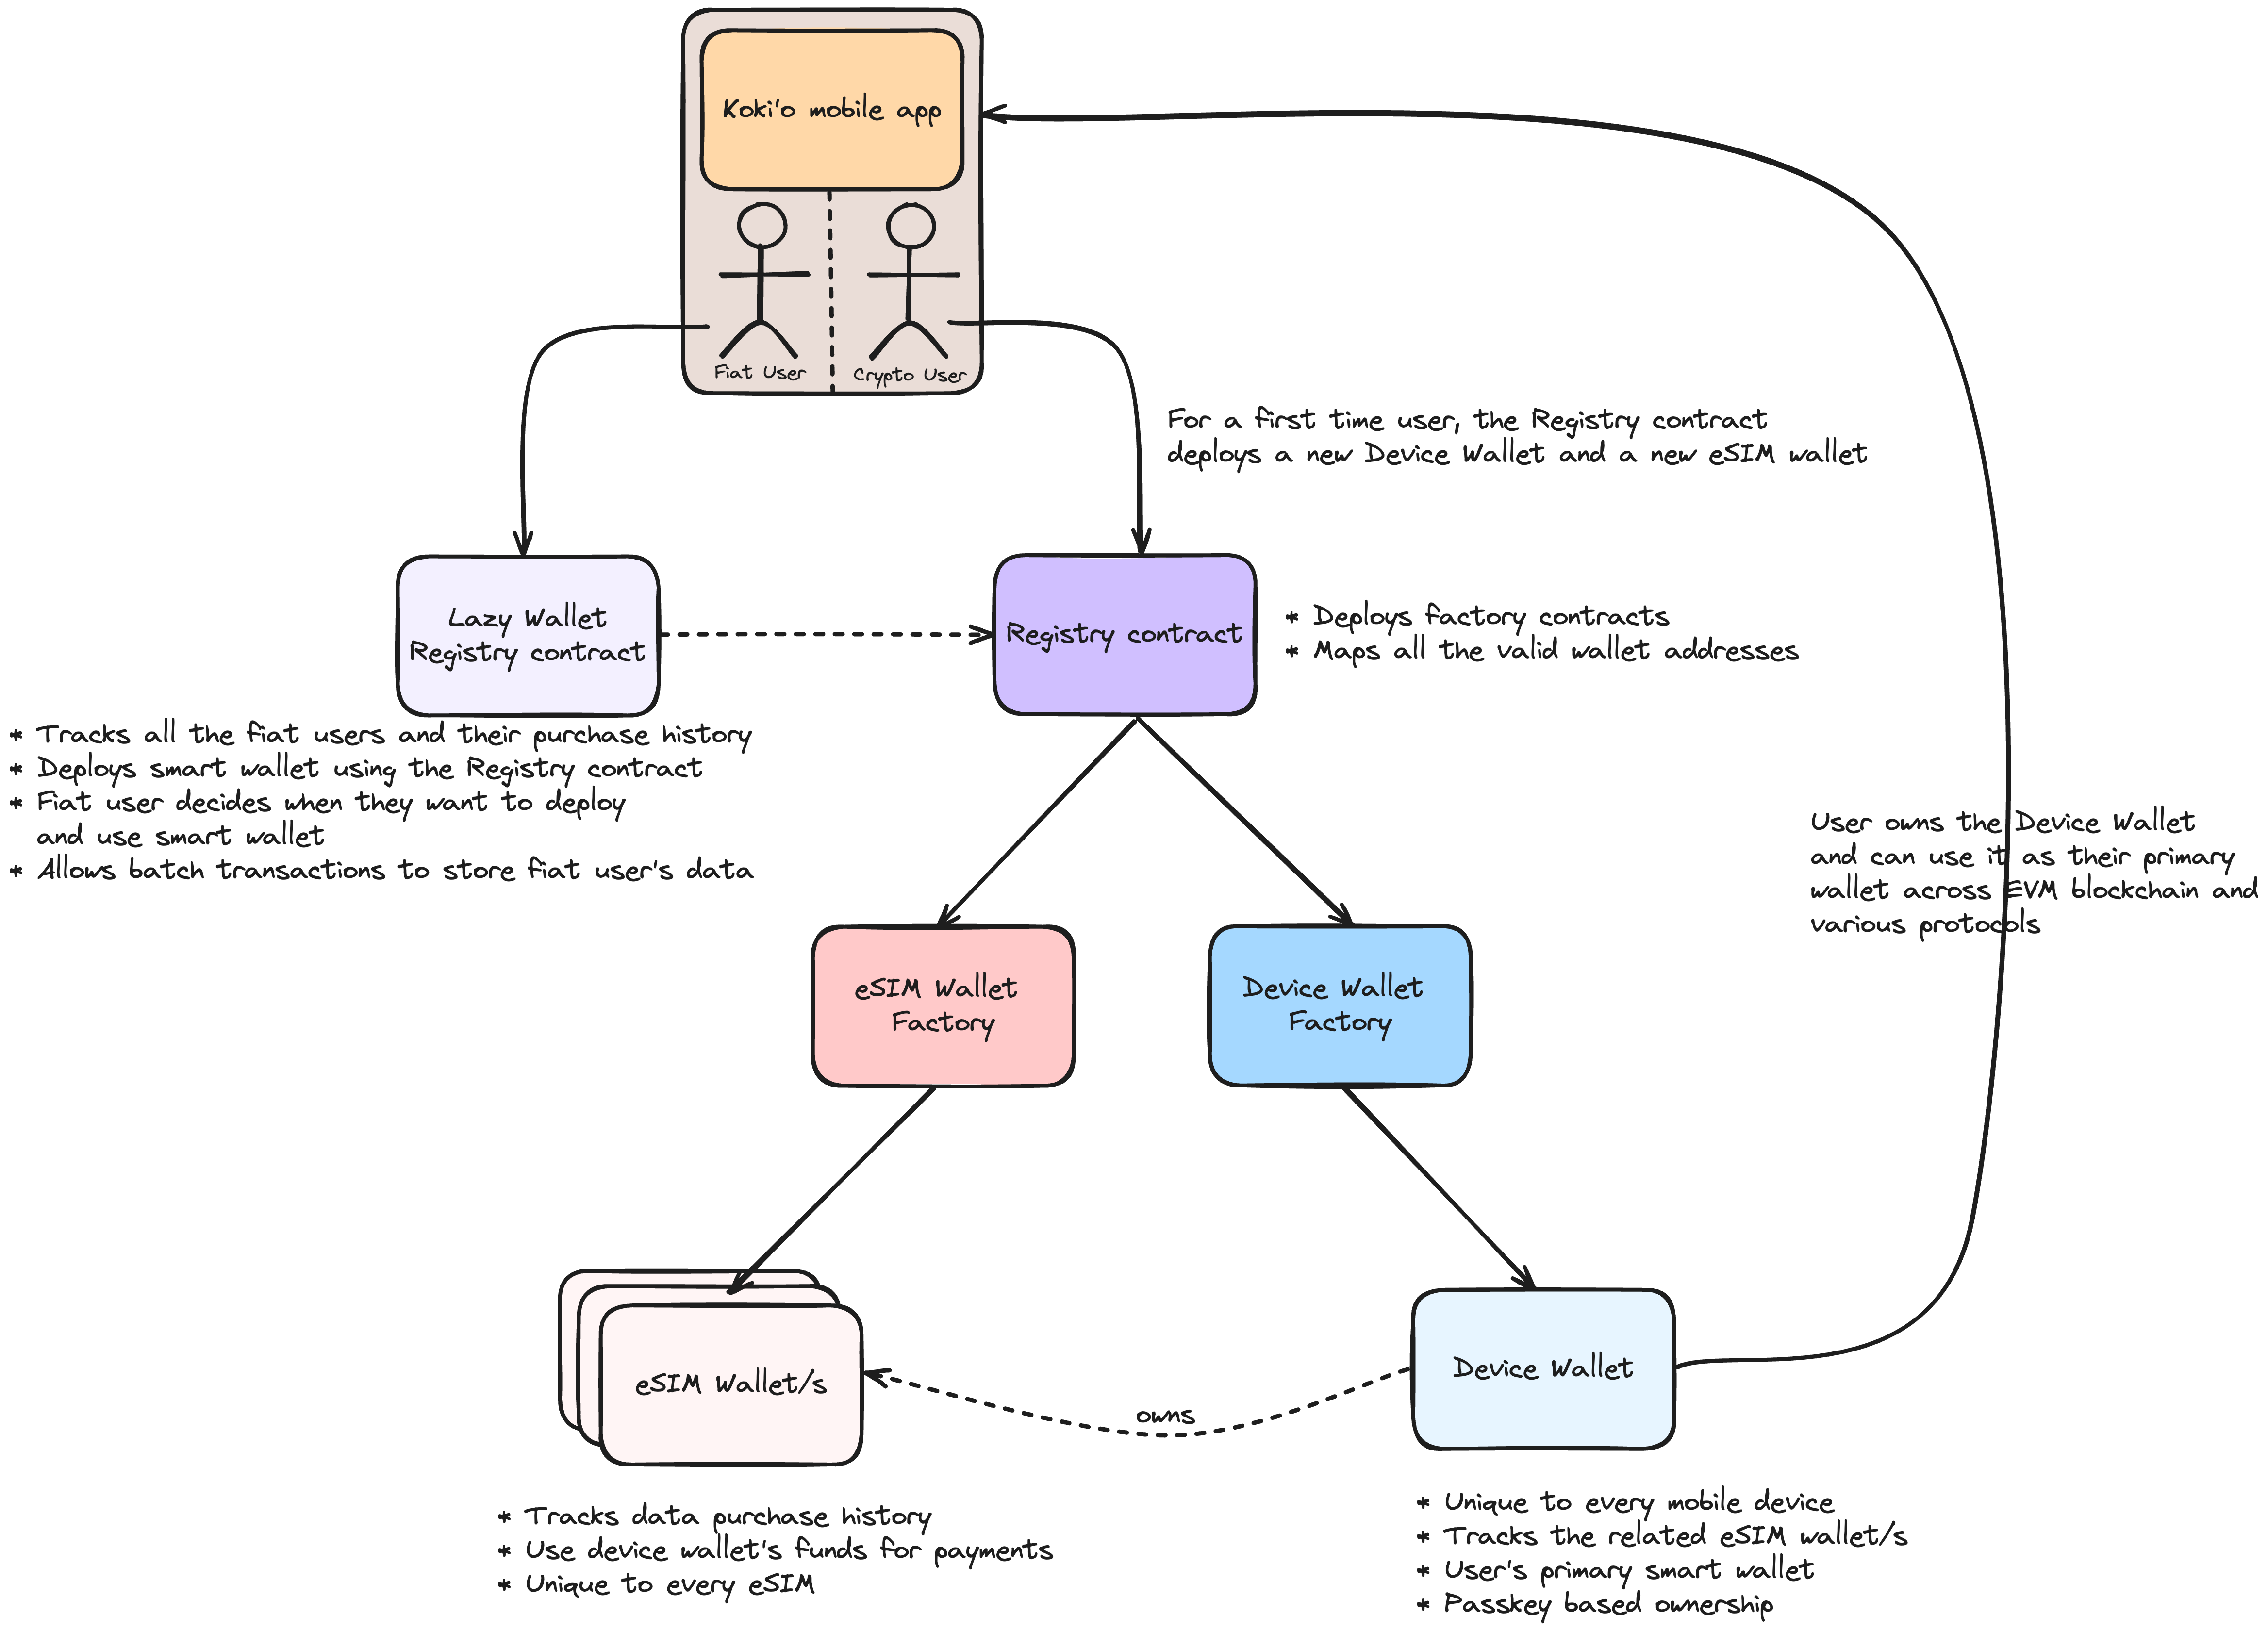 Koki'o mobile app
Fiat User
Crypto User
For a first time user, the Registry contract
deploys a new Device Wallet and a new eSIM wallet
Lazy Wallet
Registry contract
Registry contract
* Deploys factory contracts
* Maps all the valid wallet addresses
* Tracks all the fiat users and their purchase history
* Deploys smart wallet using the Registry contract
* Fiat user decides when they want to deploy
and use smart wallet
* Allows batch transactions to store fiat user's data
User owns the Device Wallet
and can use it as their primary
wallet across EVM blockchain and
various protocols
eSIM Wallet
Factory
Device Wallet
Factory
eSIM Wallet/s
owns
Device Wallet
* Tracks data purchase history
* Use device wallet's funds for payments
* Unique to every eSIM
* Unique to every mobile device
* Tracks the related eSIM wallet/s
* User's primary smart wallet
* Passkey based ownership